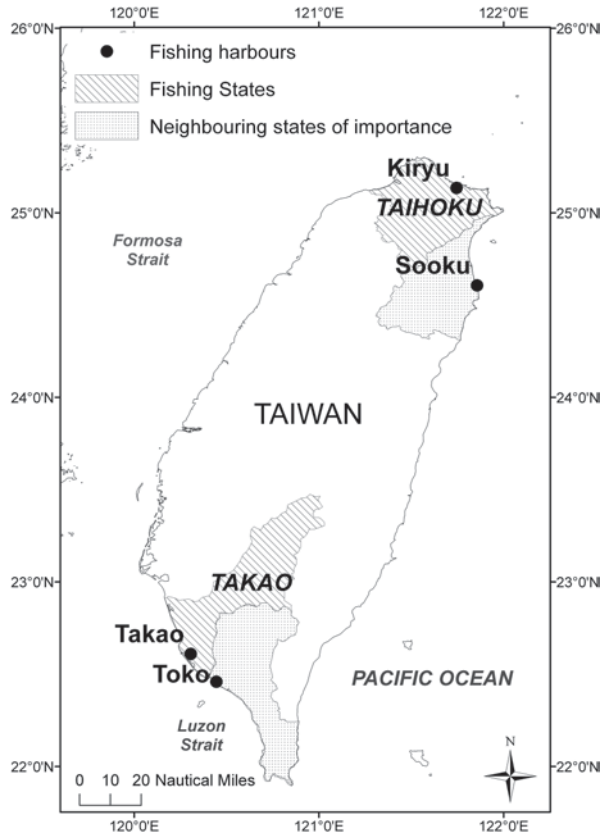 120°0'E 121°0'E 122°0'E
26°0'N 26°0'N
Fishing harbours
Fishing States
Neighbouring states of importance
Kiryu
TAIHOKU
25°0'N 25°0'N
Formosa
Strait
Sooku
24°0'N 24°0'N
TAIWAN
23°0'N 23°0'N
TAKAO
Takao
Toko
PACIFIC OCEAN
Luzon
Strait
N
22°0'N 22°0'N
0 10 20 Nautical Miles
120°0'E 121°0'E 122°0'E